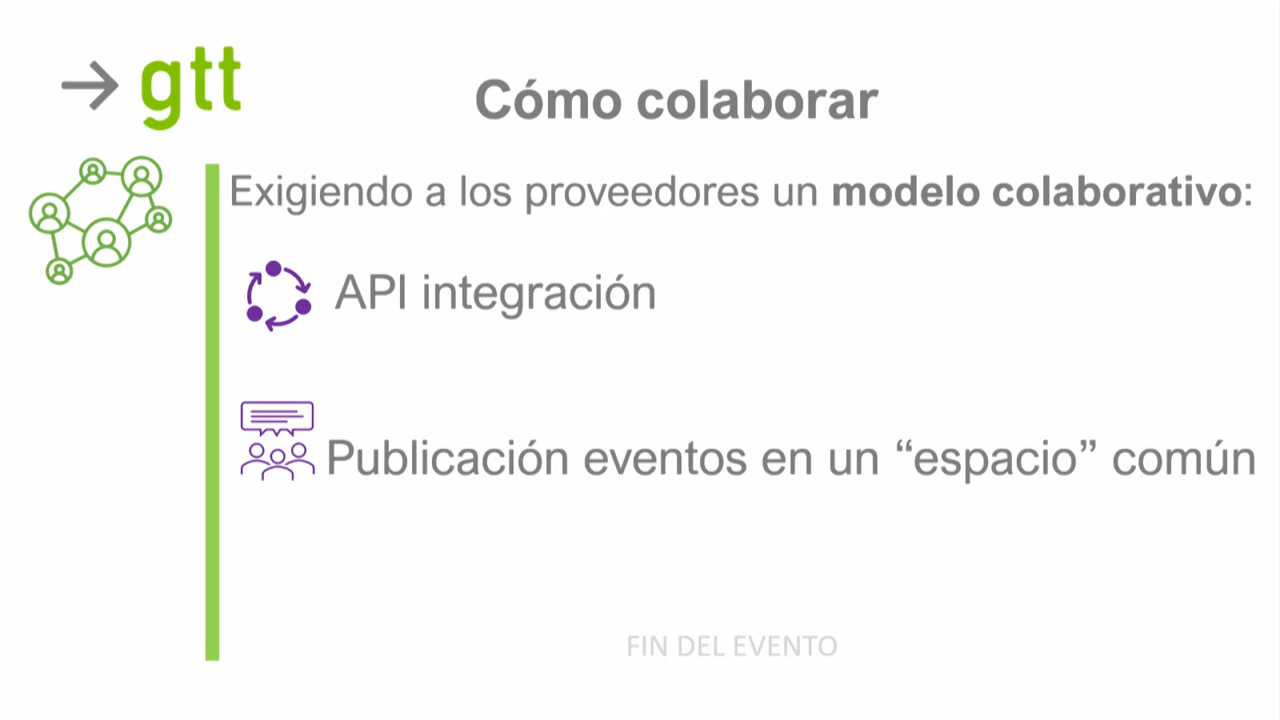 gtt
Cómo colaborar
Exigiendo a los proveedores un modelo colaborativo:
API integración
Publicación eventos en un “espacio” común
FIN DEL EVENTO